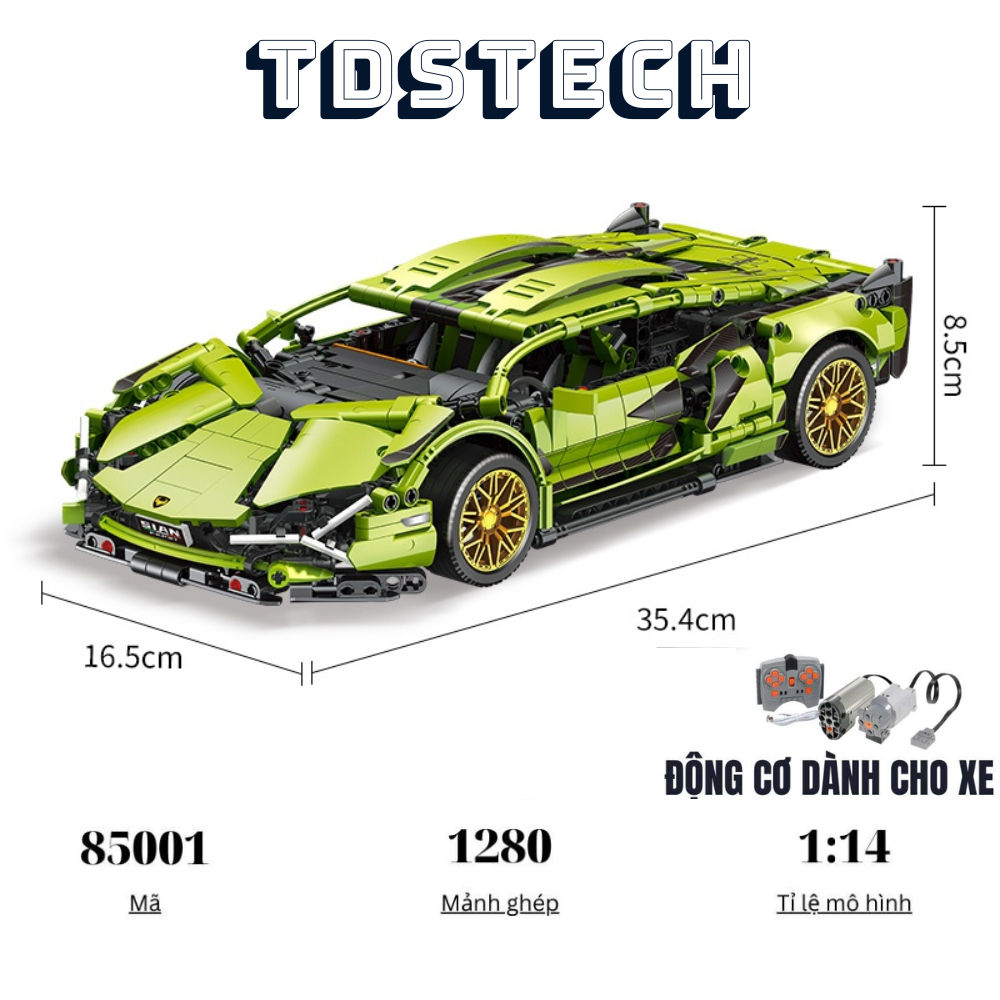 TDSTECH
8.5cm
SIAN
35.4cm
16.5cm
ĐỘNG CƠ DÀNH CHO XE
85001
1280
1:14
Mã
Mảnh ghép
Tỉ lệ mô hình